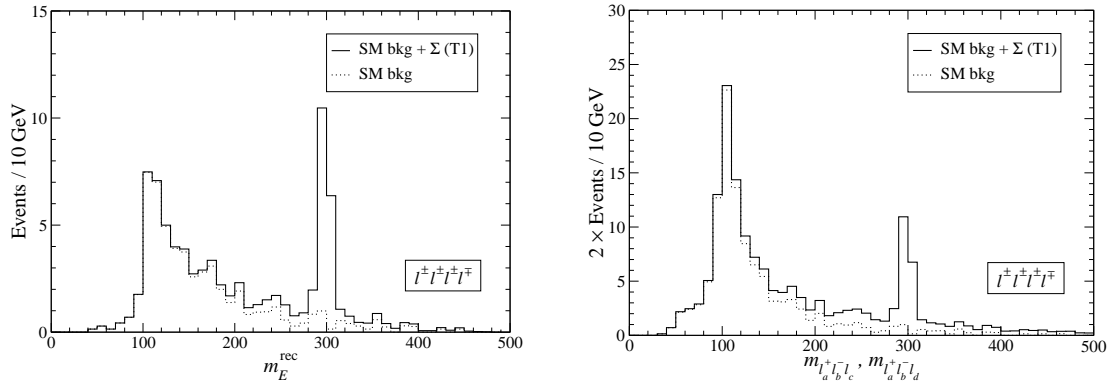 15
10
5
0
Events / 10 GeV
SM bkg + Σ (T1)
SM bkg
l±l±l±l∓
0 100 200 300 400 500
m_E^rec
30
25
20
15
10
5
0
2 × Events / 10 GeV
SM bkg + Σ (T1)
SM bkg
l±l±l±l∓
0 100 200 300 400 500
m_{l_a^+ l_b^- l_c}, m_{l_a^+ l_b^- l_d}